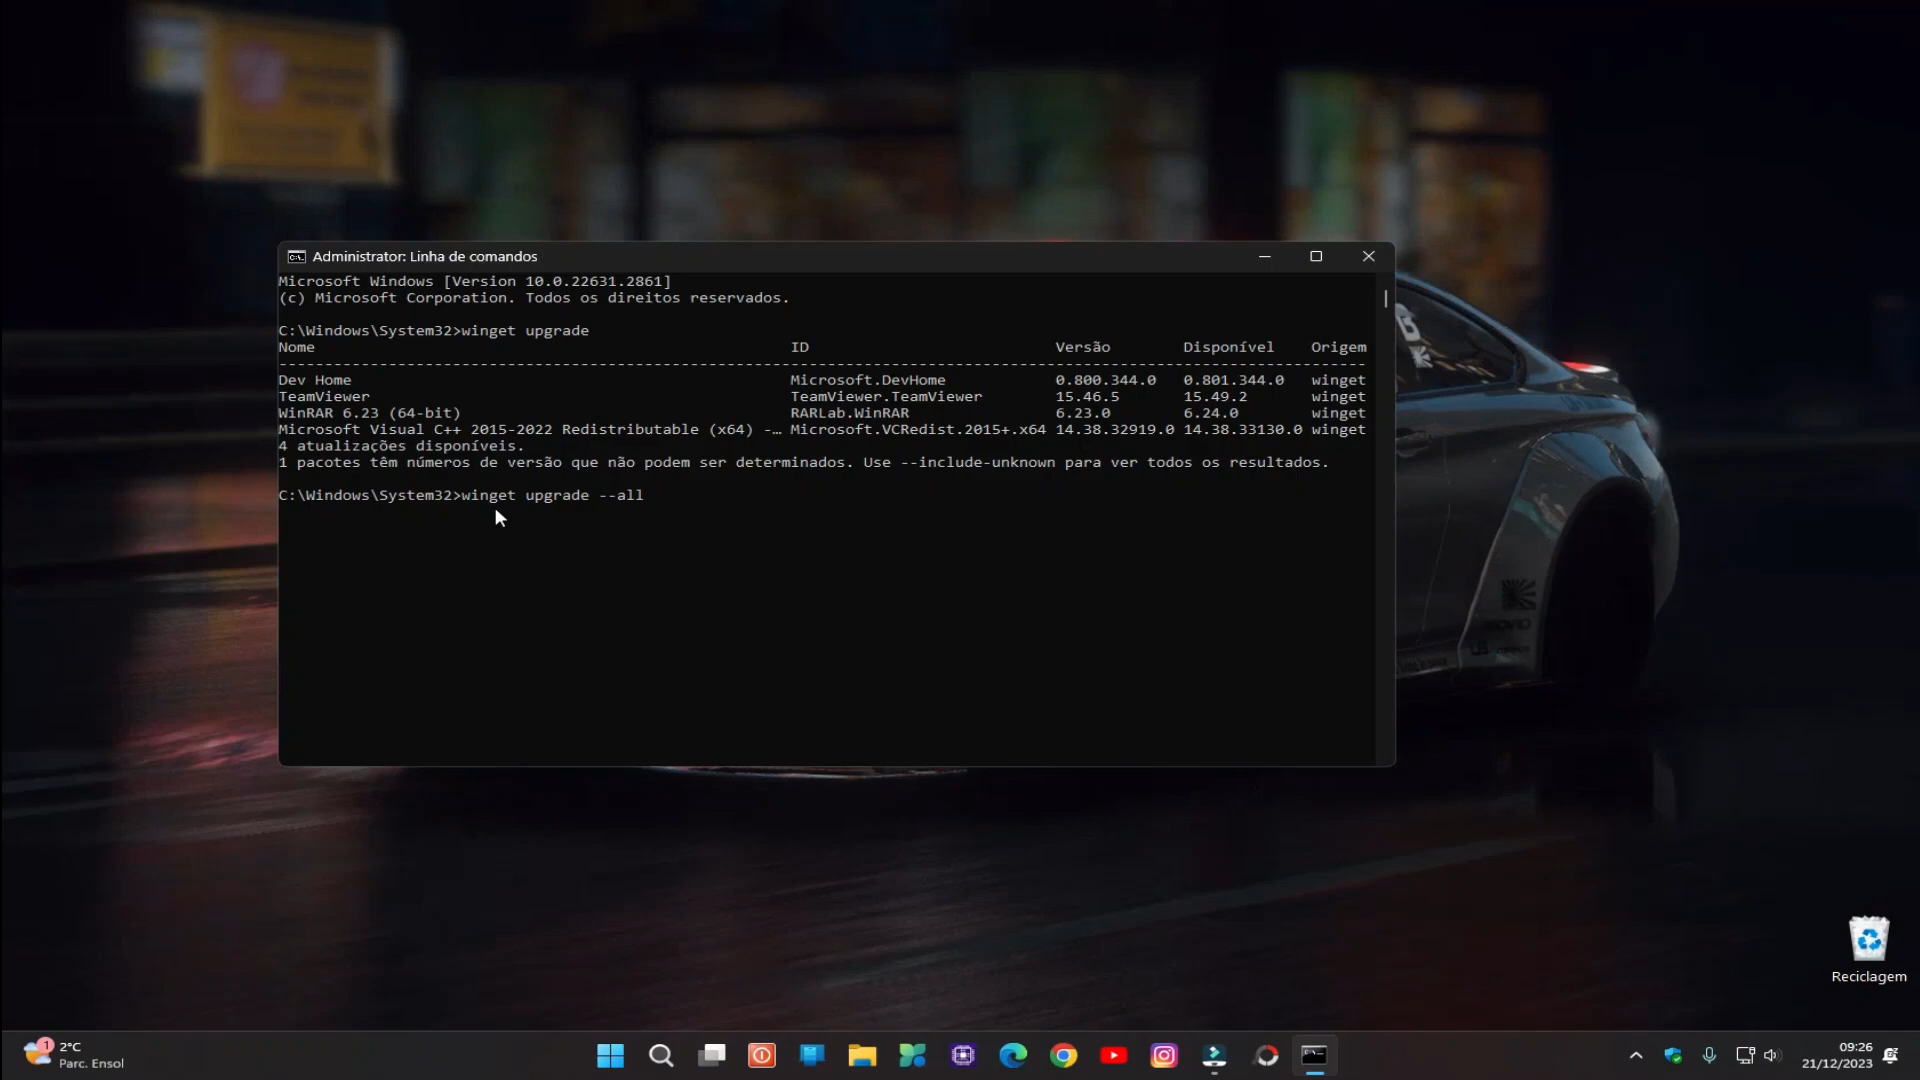 Administrator: Linha de comandos
Microsoft Windows [Version 10.0.22631.2861]
(c) Microsoft Corporation. Todos os direitos reservados.
C:\Windows\System32>winget upgrade
Nome ID Versão Disponível Origem
--------------------------------------------------------------------------------------------------------------
Dev Home Microsoft.DevHome 0.800.344.0 0.801.344.0 winget
TeamViewer TeamViewer.TeamViewer 15.46.5 15.49.2 winget
WinRAR 6.23 (64-bit) RARLab.WinRAR 6.23.0 6.24.0 winget
Microsoft Visual C++ 2015-2022 Redistributable (x64) -… Microsoft.VCRedist.2015+.x64 14.38.32919.0 14.38.33130.0 winget
4 atualizações disponíveis.
1 pacotes têm números de versão que não podem ser determinados. Use --include-unknown para ver todos os resultados.
C:\Windows\System32>winget upgrade --all
Reciclagem
1
2°C
Parc. Ensol
09:26
21/12/2023